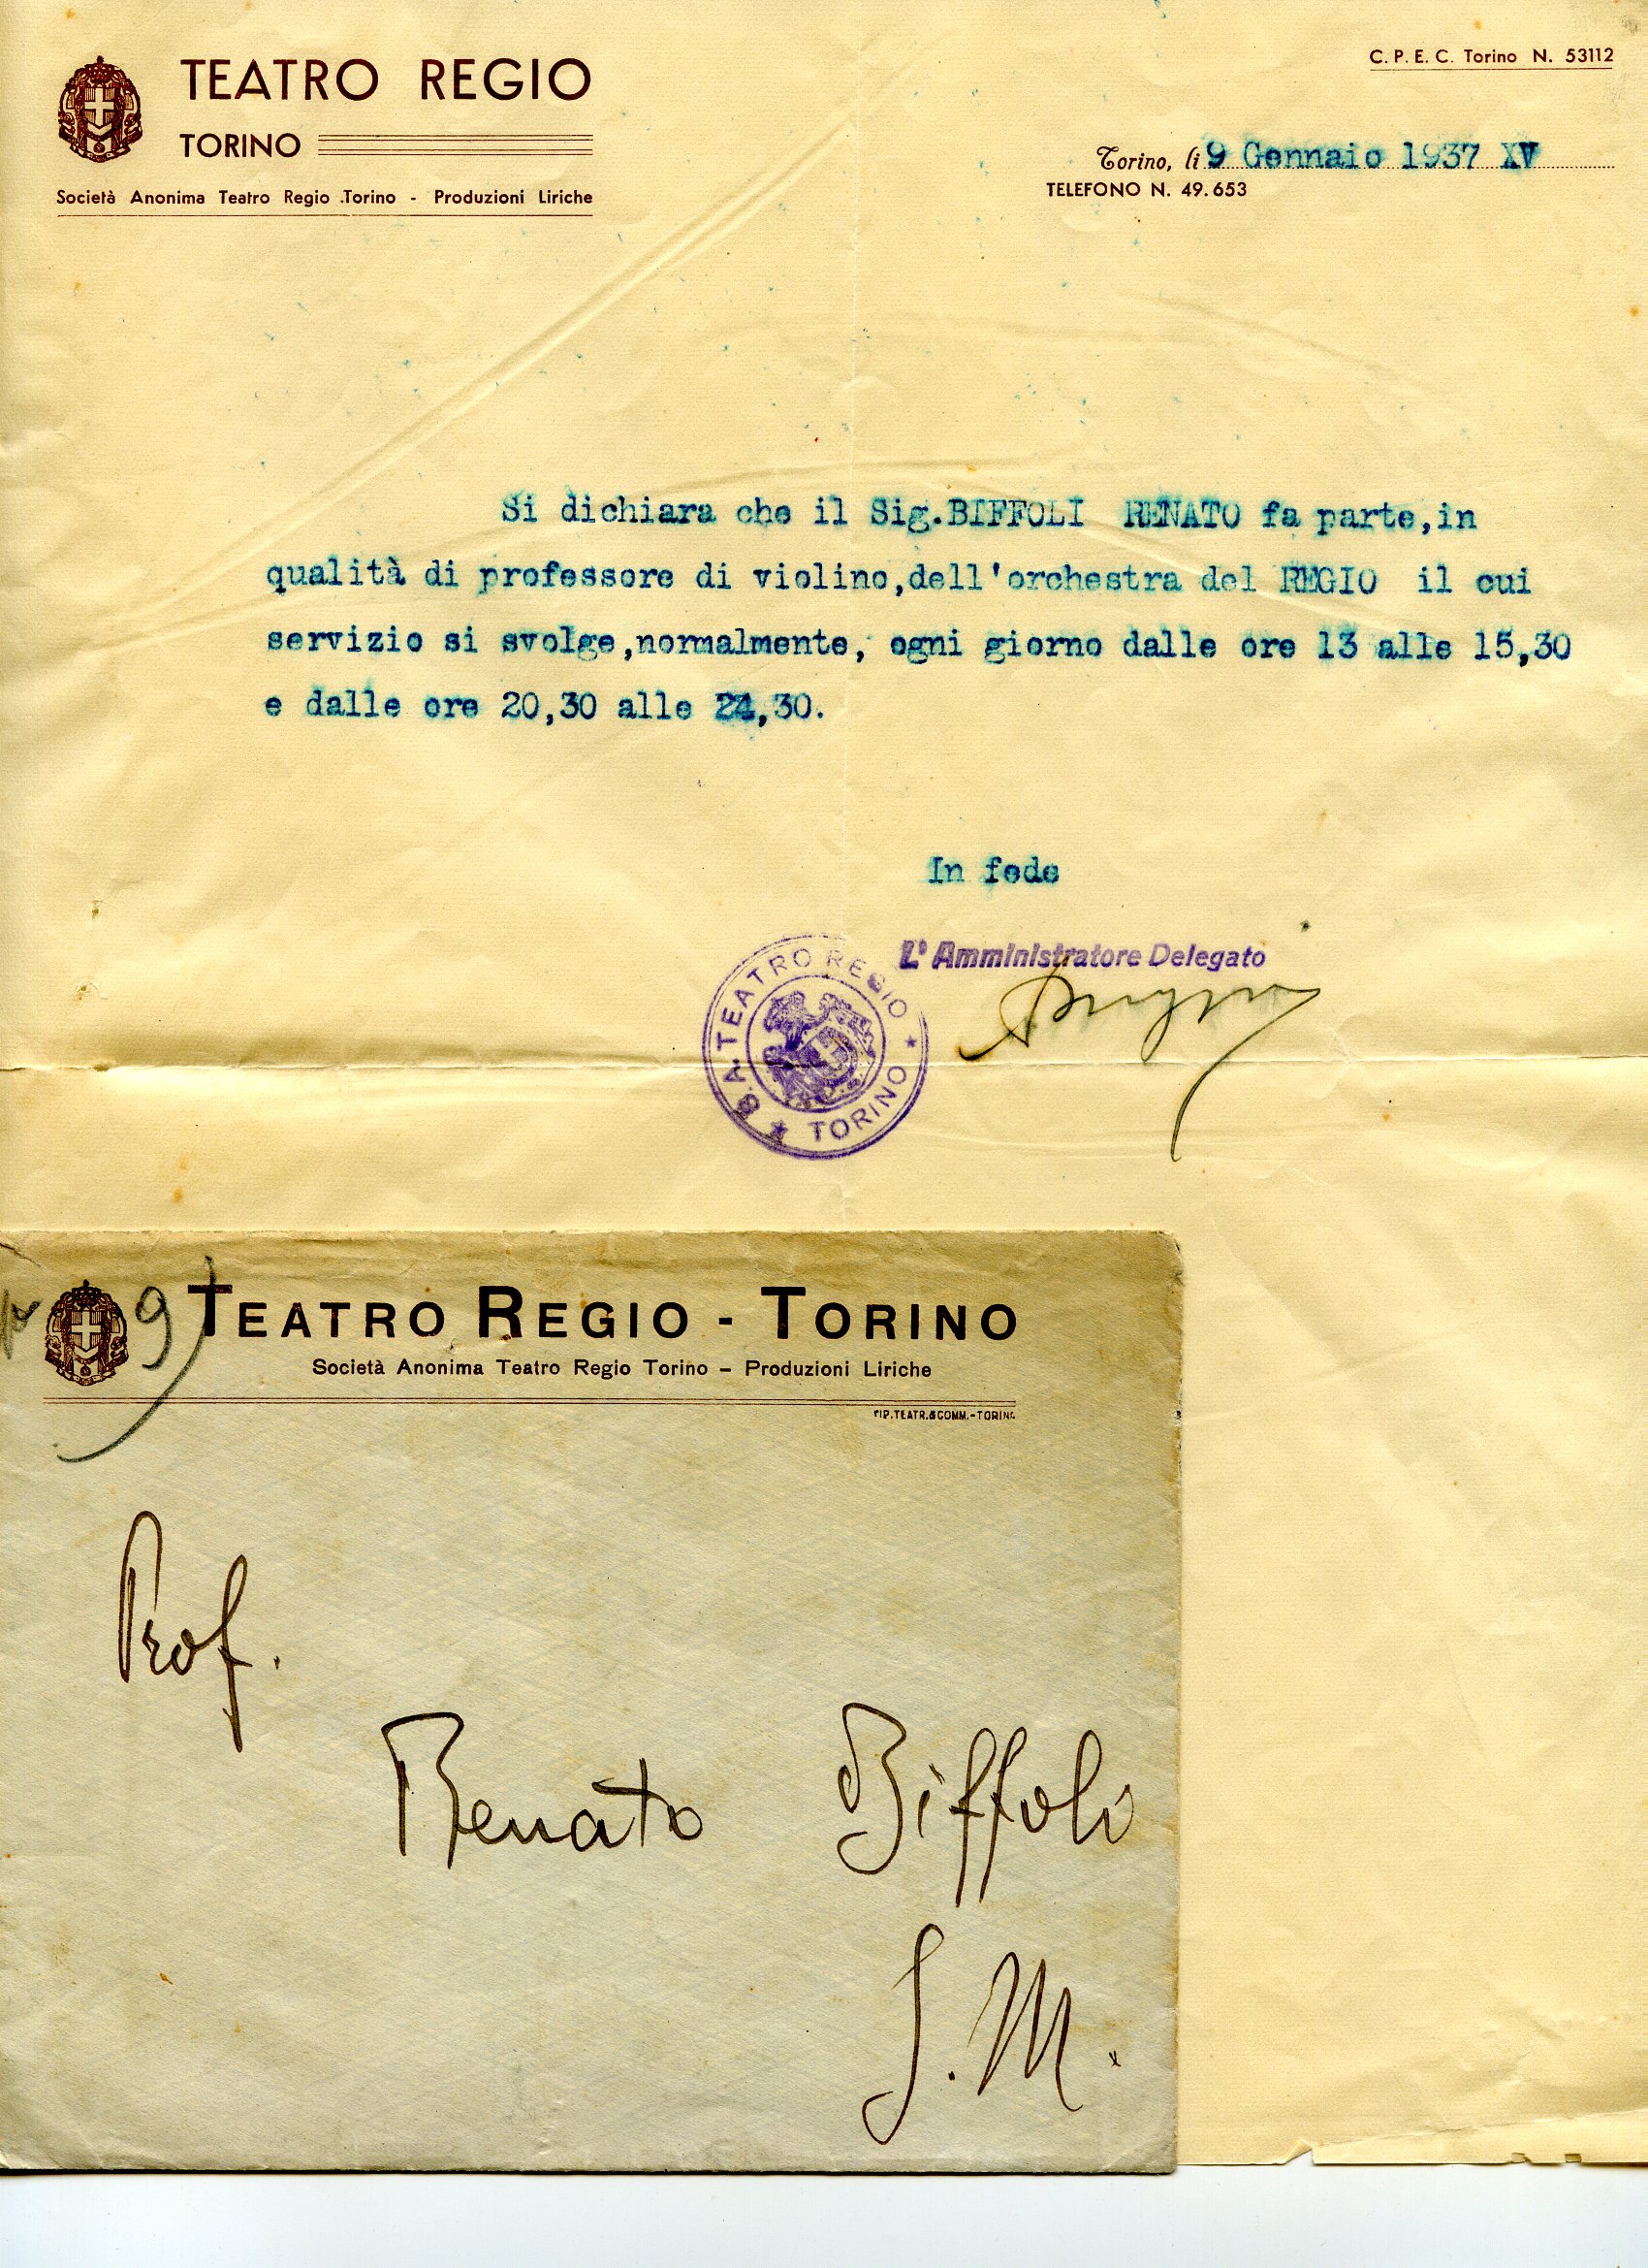 TEATRO REGIO
TORINO
Società Anonima Teatro Regio Torino - Produzioni Liriche
C. P. E. C. Torino N. 53112
Torino, li 9 Gennaio 1937 XV
TELEFONO N. 49.653
Si dichiara che il Sig.BIFFOLI RENATO fa parte,in
qualità di professore di violino,dell'orchestra del REGIO il cui
servizio si svolge,normalmente, ogni giorno dalle ore 13 alle 15,30
e dalle ore 20,30 alle 24,30.
In fede
L' Amministratore Delegato
S.A. TEATRO REGIO ★ TORINO ★
9
TEATRO REGIO - TORINO
Società Anonima Teatro Regio Torino – Produzioni Liriche
TIP.TEATR.&COMM.-TORINO
Prof.
Renato Biffoli
S. M.